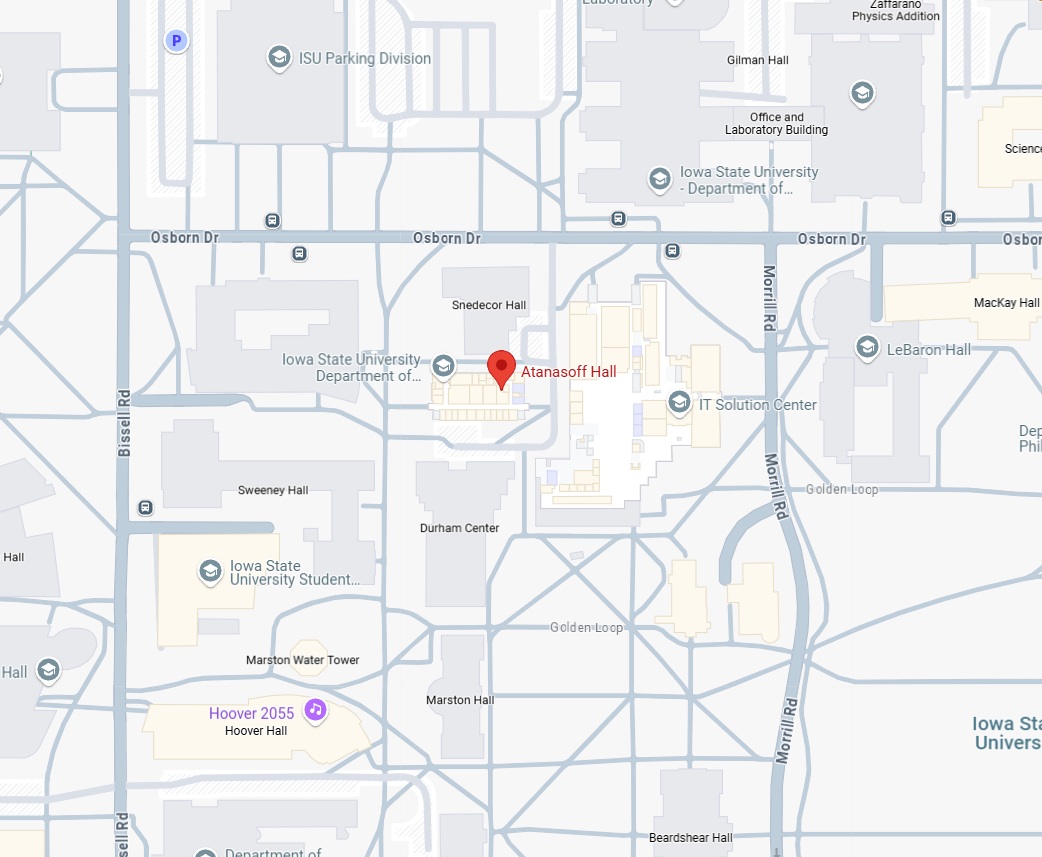 Laboratory
Zaffarano
Physics Addition
P
ISU Parking Division
Gilman Hall
Office and
Laboratory Building
Science
Iowa State University
- Department of...
Osborn Dr
Osborn Dr
Osborn Dr
Osbor
Morrill Rd
MacKay Hall
Snedecor Hall
LeBaron Hall
Iowa State University
Department of...
Atanasoff Hall
IT Solution Center
Bissell Rd
Dep
Phil
Morrill Rd
Golden Loop
Sweeney Hall
Durham Center
Hall
Iowa State
University Student...
Golden Loop
Marston Water Tower
Hall
Marston Hall
Hoover 2055
Hoover Hall
Morrill Rd
Iowa Sta
Univers
ssell Rd
Beardshear Hall
Department of